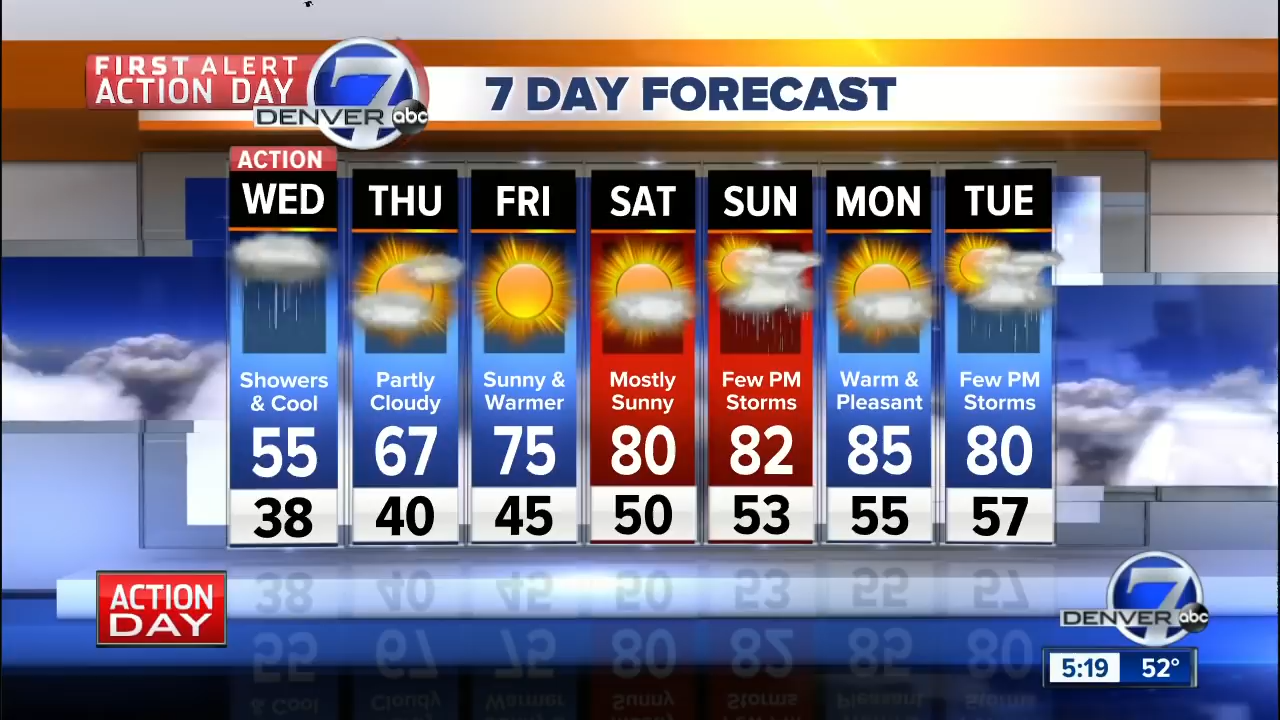 FIRST ALERT
ACTION DAY
7
DENVER abc
7 DAY FORECAST
ACTION
WED THU FRI SAT SUN MON TUE
Showers & Cool
Partly Cloudy
Sunny & Warmer
Mostly Sunny
Few PM Storms
Warm & Pleasant
Few PM Storms
55 67 75 80 82 85 80
38 40 45 50 53 55 57
ACTION
DAY
7
DENVER abc
5:19 52°